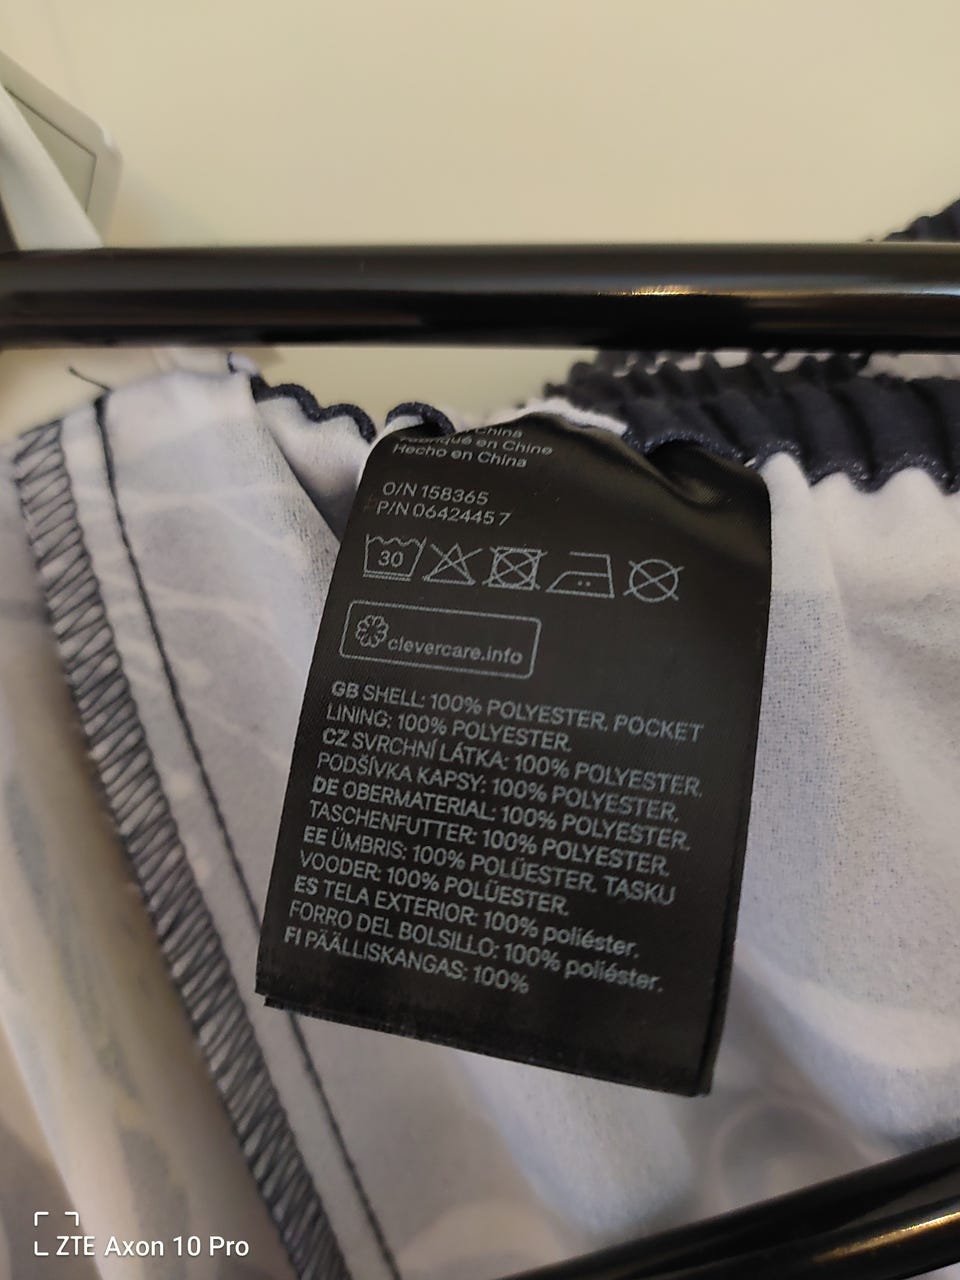 China
Fabriqué en Chine
Hecho en China
O/N 158365
P/N 06424457
30
clevercare.info
GB SHELL: 100% POLYESTER. POCKET
LINING: 100% POLYESTER.
CZ SVRCHNÍ LÁTKA: 100% POLYESTER.
PODŠÍVKA KAPSY: 100% POLYESTER.
DE OBERMATERIAL: 100% POLYESTER.
TASCHENFUTTER: 100% POLYESTER.
EE ÜMBRIS: 100% POLÜESTER. TASKU
VOODER: 100% POLÜESTER.
ES TELA EXTERIOR: 100% poliéster.
FORRO DEL BOLSILLO: 100% poliéster.
FI PÄÄLLISKANGAS: 100%
ZTE Axon 10 Pro